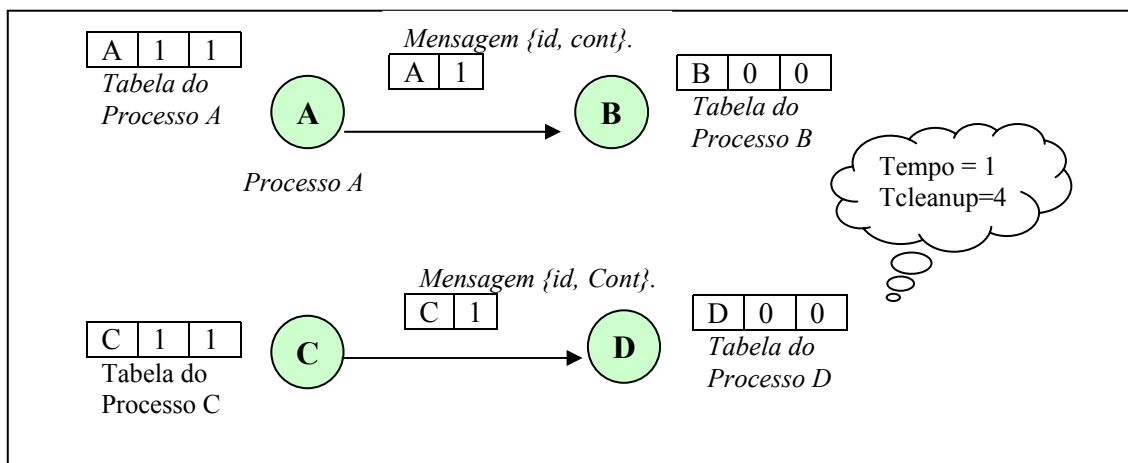 A 1 1
Tabela do
Processo A
A
Processo A
Mensagem {id, cont}.
A 1
B
B 0 0
Tabela do
Processo B
Tempo = 1
Tcleanup=4
C 1 1
Tabela do
Processo C
C
Mensagem {id, Cont}.
C 1
D
D 0 0
Tabela do
Processo D